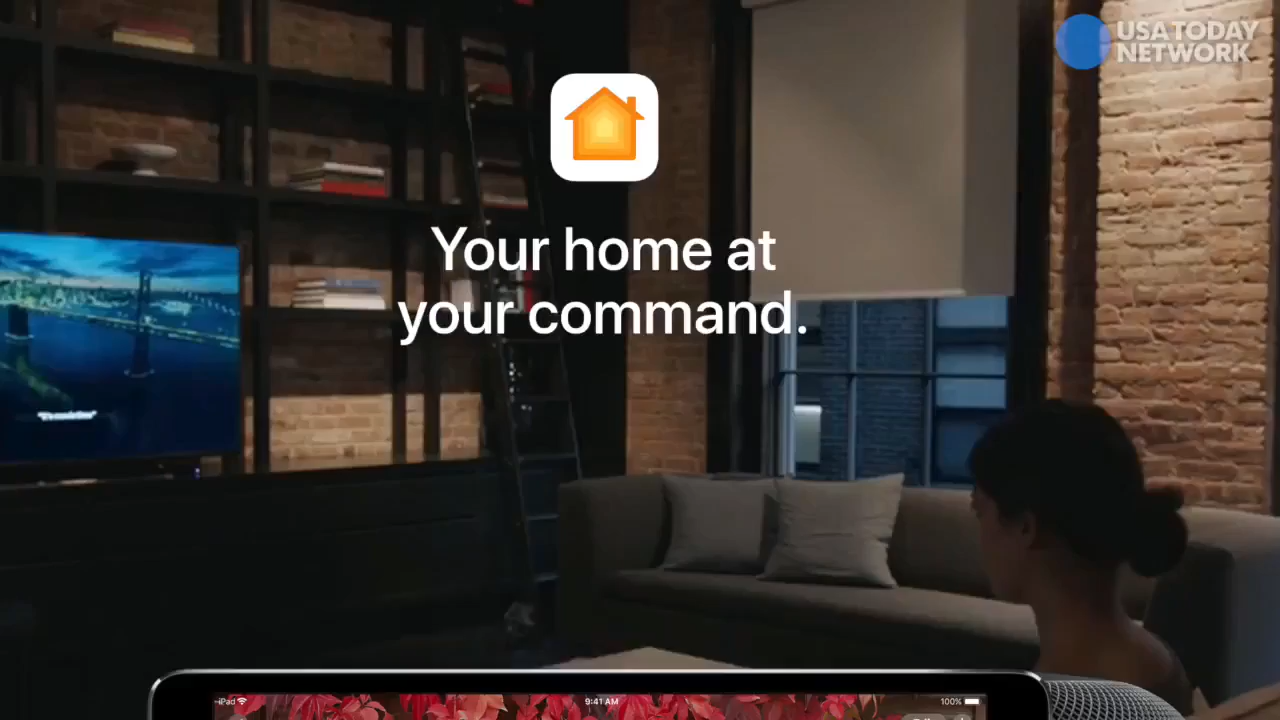 USA TODAY
NETWORK
Your home at
your command.
iPad
9:41 AM
100%